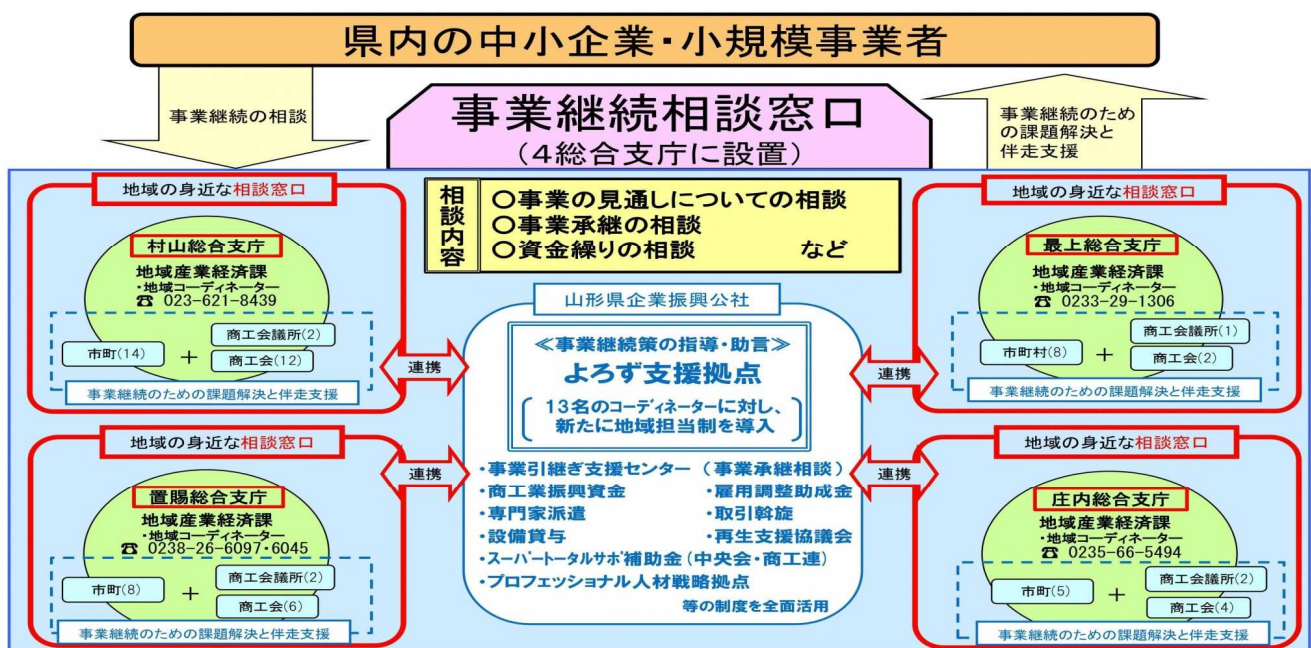 県内の中小企業・小規模事業者
事業継続の相談
事業継続相談窓口
(4総合支庁に設置)
事業継続のため
の課題解決と
伴走支援
相談内容
○事業の見通しについての相談
○事業承継の相談
○資金繰りの相談 など
地域の身近な相談窓口
村山総合支庁
地域産業経済課
・地域コーディネーター
☎ 023-621-8439
市町(14)
+
商工会議所(2)
商工会(12)
事業継続のための課題解決と伴走支援
連携
地域の身近な相談窓口
最上総合支庁
地域産業経済課
・地域コーディネーター
☎ 0233-29-1306
市町村(8)
+
商工会議所(1)
商工会(2)
事業継続のための課題解決と伴走支援
連携
山形県企業振興公社
≪事業継続策の指導・助言≫
よろず支援拠点
13名のコーディネーターに対し、
新たに地域担当制を導入
・事業引継ぎ支援センター (事業承継相談)
・商工業振興資金 ・雇用調整助成金
・専門家派遣 ・取引斡旋
・設備貸与 ・再生支援協議会
・スーパートータルサポ補助金(中央会・商工連)
・プロフェッショナル人材戦略拠点
等の制度を全面活用
地域の身近な相談窓口
置賜総合支庁
地域産業経済課
・地域コーディネーター
☎ 0238-26-6097・6045
市町(8)
+
商工会議所(2)
商工会(6)
事業継続のための課題解決と伴走支援
連携
地域の身近な相談窓口
庄内総合支庁
地域産業経済課
・地域コーディネーター
☎ 0235-66-5494
市町(5)
+
商工会議所(2)
商工会(4)
事業継続のための課題解決と伴走支援
連携